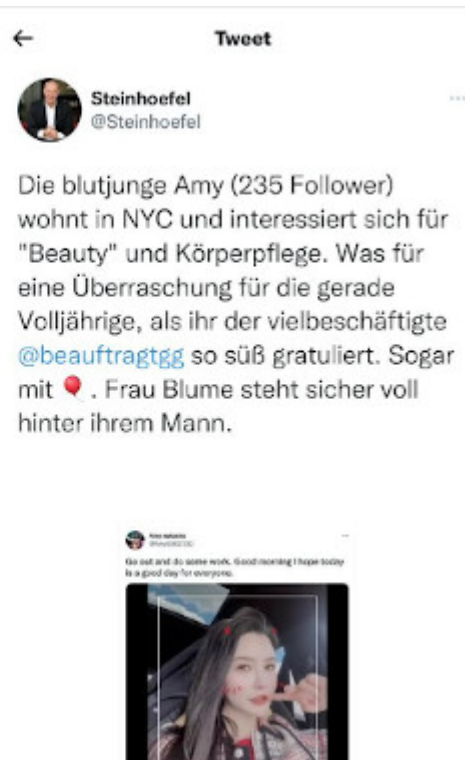 Tweet
Steinhoefel
@Steinhoefel
Die blutjunge Amy (235 Follower)
wohnt in NYC und interessiert sich für
"Beauty" und Körperpflege. Was für
eine Überraschung für die gerade
Volljährige, als ihr der vielbeschäftigte
@beauftragtgg so süß gratuliert. Sogar
mit 🎈. Frau Blume steht sicher voll
hinter ihrem Mann.
Go out and do some work. Good morning I hope today
is a good day for everyone.